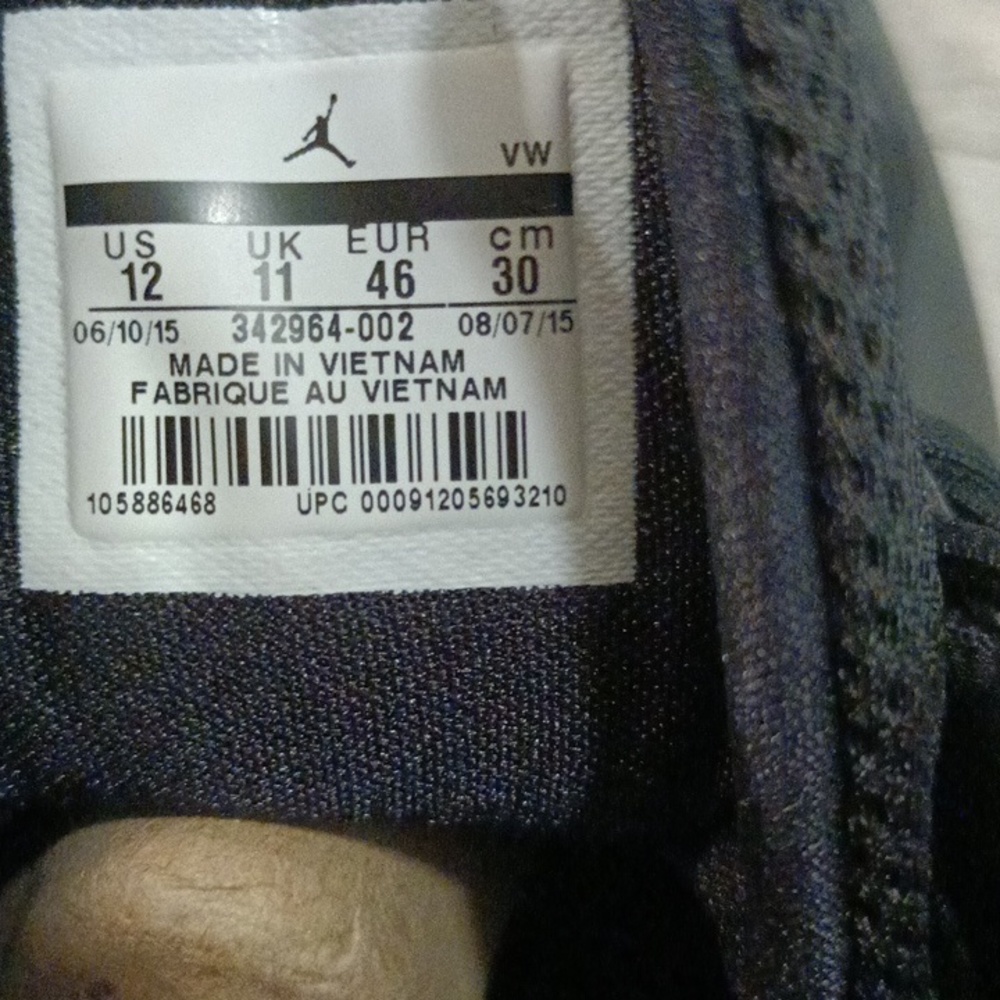 VW
US UK EUR cm
12 11 46 30
06/10/15 342964-002 08/07/15
MADE IN VIETNAM
FABRIQUE AU VIETNAM
105886468 UPC 00091205693210